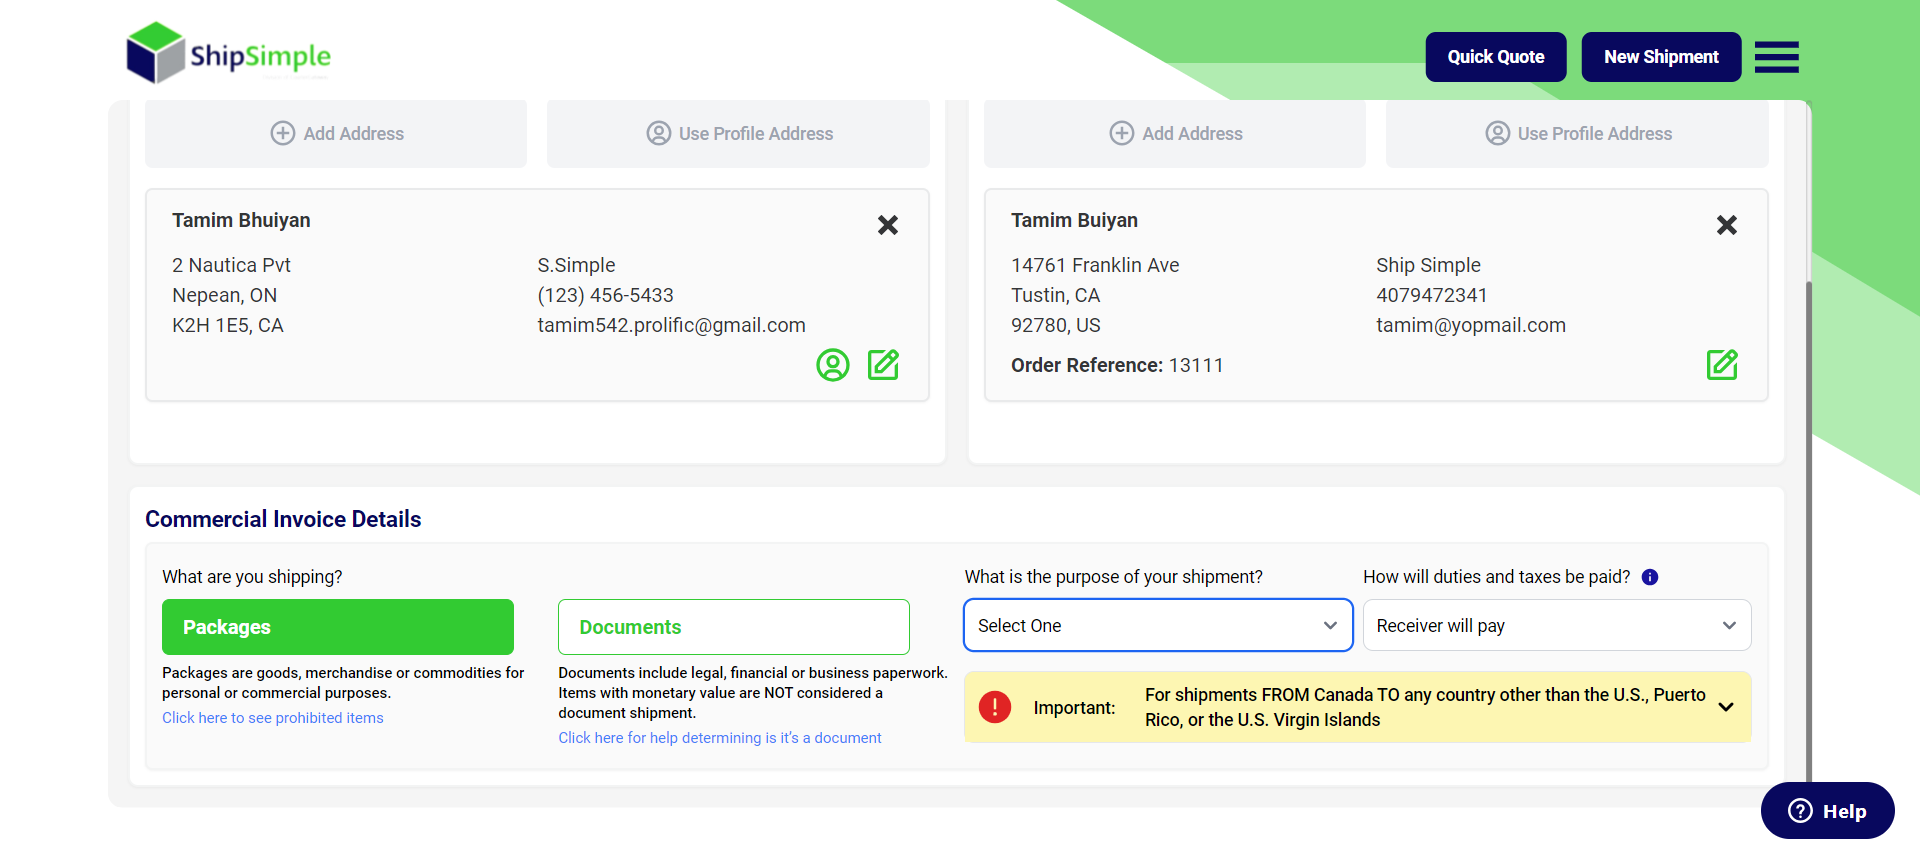 ShipSimple
Quick Quote
New Shipment
Add Address
Use Profile Address
Add Address
Use Profile Address
Tamim Bhuiyan
2 Nautica Pvt
Nepean, ON
K2H 1E5, CA
S.Simple
(123) 456-5433
tamim542.prolific@gmail.com
Tamim Buiyan
14761 Franklin Ave
Tustin, CA
92780, US
Ship Simple
4079472341
tamim@yopmail.com
Order Reference: 13111
Commercial Invoice Details
What are you shipping?
Packages
Packages are goods, merchandise or commodities for
personal or commercial purposes.
Click here to see prohibited items
Documents
Documents include legal, financial or business paperwork.
Items with monetary value are NOT considered a
document shipment.
Click here for help determining is it's a document
What is the purpose of your shipment?
Select One
How will duties and taxes be paid?
Receiver will pay
Important:
For shipments FROM Canada TO any country other than the U.S., Puerto
Rico, or the U.S. Virgin Islands
Help